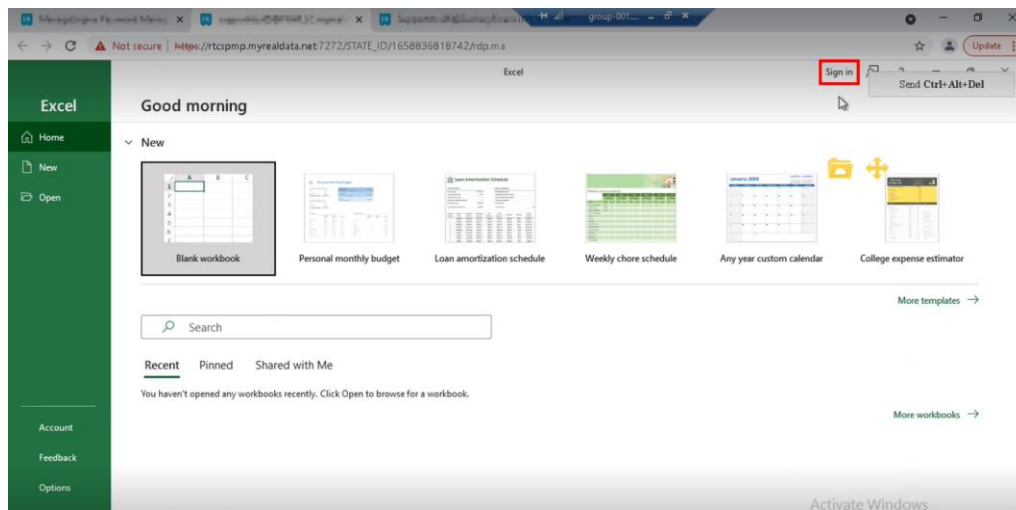 group-001...
Not secure
https://rtcspmp.myrealdata.net:7272/STATE_ID/1658836818742/rdp.ma
Update
Excel
Sign in
Send Ctrl+Alt+Del
Excel
Good morning
Home
New
Open
New
A B C
Blank workbook
Personal monthly budget
Loan amortization schedule
Weekly chore schedule
Any year custom calendar
College expense estimator
More templates
Search
Recent Pinned Shared with Me
You haven't opened any workbooks recently. Click Open to browse for a workbook.
More workbooks
Account
Feedback
Options
Activate Windows